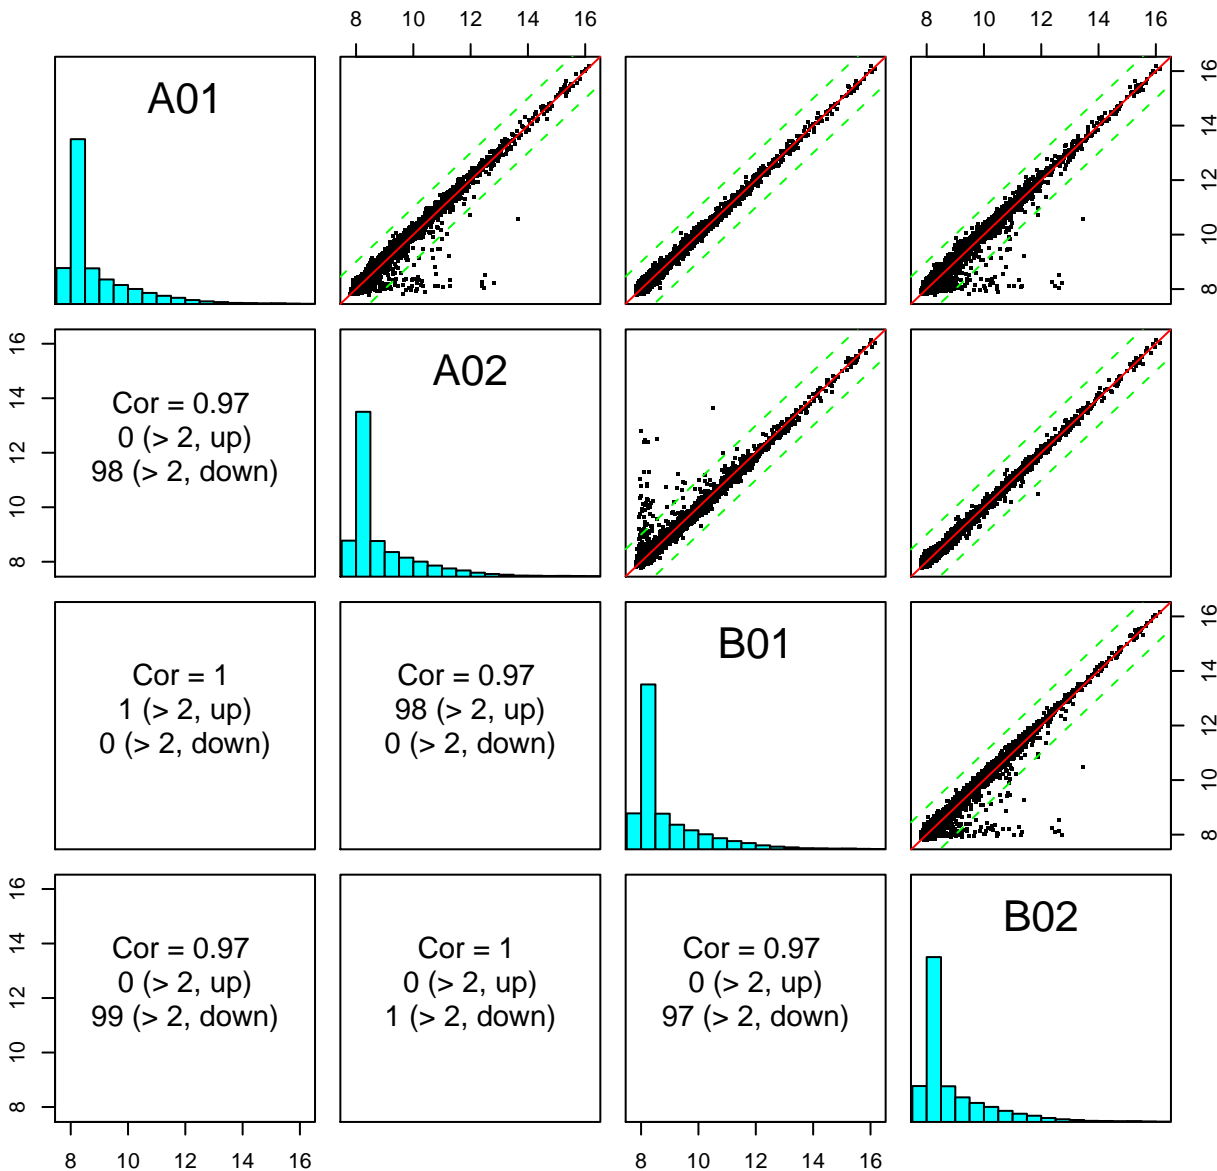 8 10 12 14 16
8 10 12 14 16
A01
16
14
12
10
8
16
14
12
10
8
Cor = 0.97
0 (> 2, up)
98 (> 2, down)
A02
Cor = 1
1 (> 2, up)
0 (> 2, down)
Cor = 0.97
98 (> 2, up)
0 (> 2, down)
B01
16
14
12
10
8
16
14
12
10
8
Cor = 0.97
0 (> 2, up)
99 (> 2, down)
Cor = 1
0 (> 2, up)
1 (> 2, down)
Cor = 0.97
0 (> 2, up)
97 (> 2, down)
B02
8 10 12 14 16
8 10 12 14 16